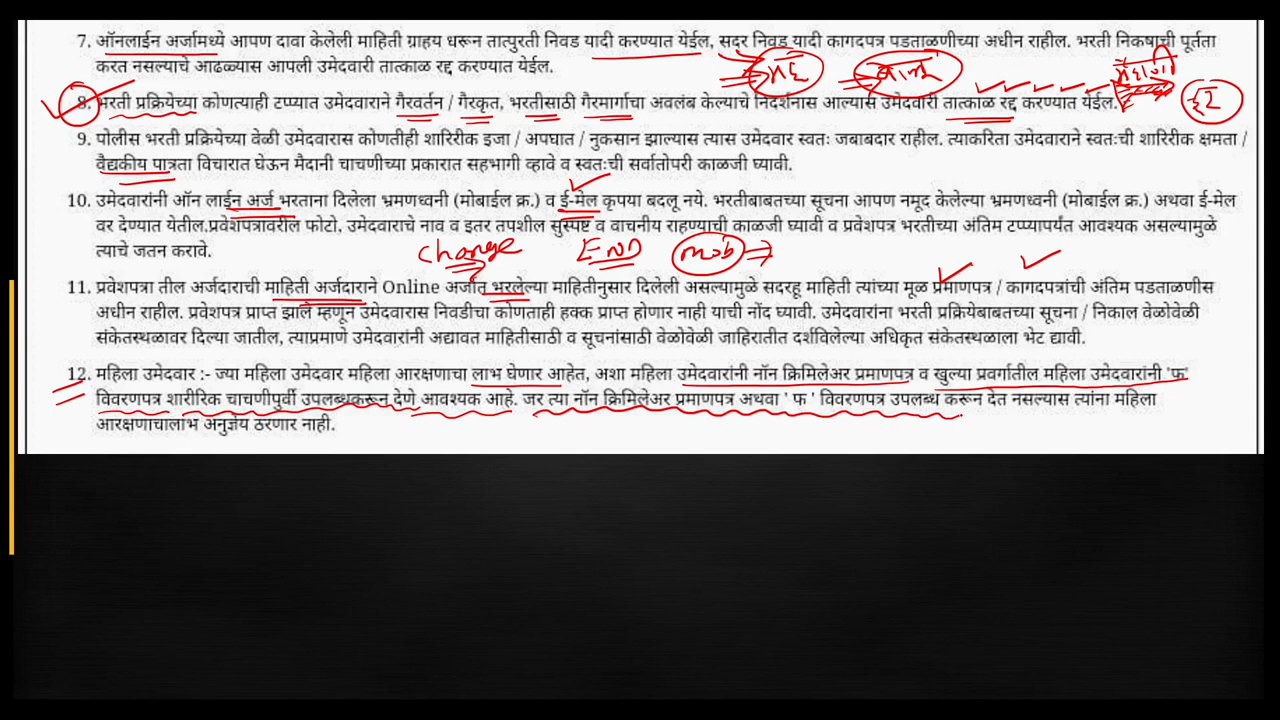 7. ऑनलाईन अर्जामध्ये आपण दावा केलेली माहिती ग्राहय धरून तात्पुरती निवड यादी करण्यात येईल, सदर निवड यादी कागदपत्र पडताळणीच्या अधीन राहील. भरती निकषाची पूर्तता
करत नसल्याचे आढळ्यास आपली उमेदवारी तात्काळ रद्द करण्यात येईल.
8. भरती प्रक्रियेच्या कोणत्याही टप्प्यात उमेदवाराने गैरवर्तन / गैरकृत, भरतीसाठी गैरमार्गाचा अवलंब केल्याचे निदर्शनास आल्यास उमेदवारी तात्काळ रद्द करण्यात येईल.
9. पोलीस भरती प्रक्रियेच्या वेळी उमेदवारास कोणतीही शारिरीक इजा / अपघात / नुकसान झाल्यास त्यास उमेदवार स्वतः जबाबदार राहील. त्याकरिता उमेदवाराने स्वतःची शारिरीक क्षमता /
वैद्यकीय पात्रता विचारात घेऊन मैदानी चाचणीच्या प्रकारात सहभागी व्हावे व स्वतःची सर्वातोपरी काळजी घ्यावी.
10. उमेदवारांनी ऑन लाईन अर्ज भरताना दिलेला भ्रमणध्वनी (मोबाईल क्र.) व ई-मेल कृपया बदलू नये. भरतीबाबतच्या सूचना आपण नमूद केलेल्या भ्रमणध्वनी (मोबाईल क्र.) अथवा ई-मेल
वर देण्यात येतील.प्रवेशपत्रावरील फोटो, उमेदवाराचे नाव व इतर तपशील सुस्पष्ट व वाचनीय राहण्याची काळजी घ्यावी व प्रवेशपत्र भरतीच्या अंतिम टप्प्यापर्यंत आवश्यक असल्यामुळे
त्याचे जतन करावे.
change
mob
11. प्रवेशपत्रा तील अर्जदाराची माहिती अर्जदाराने Online अर्जात भरलेल्या माहितीनुसार दिलेली असल्यामुळे सदरहू माहिती त्यांच्या मूळ प्रमाणपत्र / कागदपत्रांची अंतिम पडताळणीस
अधीन राहील. प्रवेशपत्र प्राप्त झाले म्हणून उमेदवारास निवडीचा कोणताही हक्क प्राप्त होणार नाही याची नोंद घ्यावी. उमेदवारांना भरती प्रक्रियेबाबतच्या सूचना / निकाल वेळोवेळी
संकेतस्थळावर दिल्या जातील, त्याप्रमाणे उमेदवारांनी अद्यावत माहितीसाठी व सूचनांसाठी वेळोवेळी जाहिरातीत दर्शविलेल्या अधिकृत संकेतस्थळाला भेट द्यावी.
12. महिला उमेदवार :- ज्या महिला उमेदवार महिला आरक्षणाचा लाभ घेणार आहेत, अशा महिला उमेदवारांनी नॉन क्रिमिलेअर प्रमाणपत्र व खुल्या प्रवर्गातील महिला उमेदवारांनी 'फ'
विवरणपत्र शारीरिक चाचणीपुर्वी उपलब्धकरून देणे आवश्यक आहे. जर त्या नॉन क्रिमिलेअर प्रमाणपत्र अथवा ' फ ' विवरणपत्र उपलब्ध करून देत नसल्यास त्यांना महिला
आरक्षणाचालाभ अनुज्ञेय ठरणार नाही.